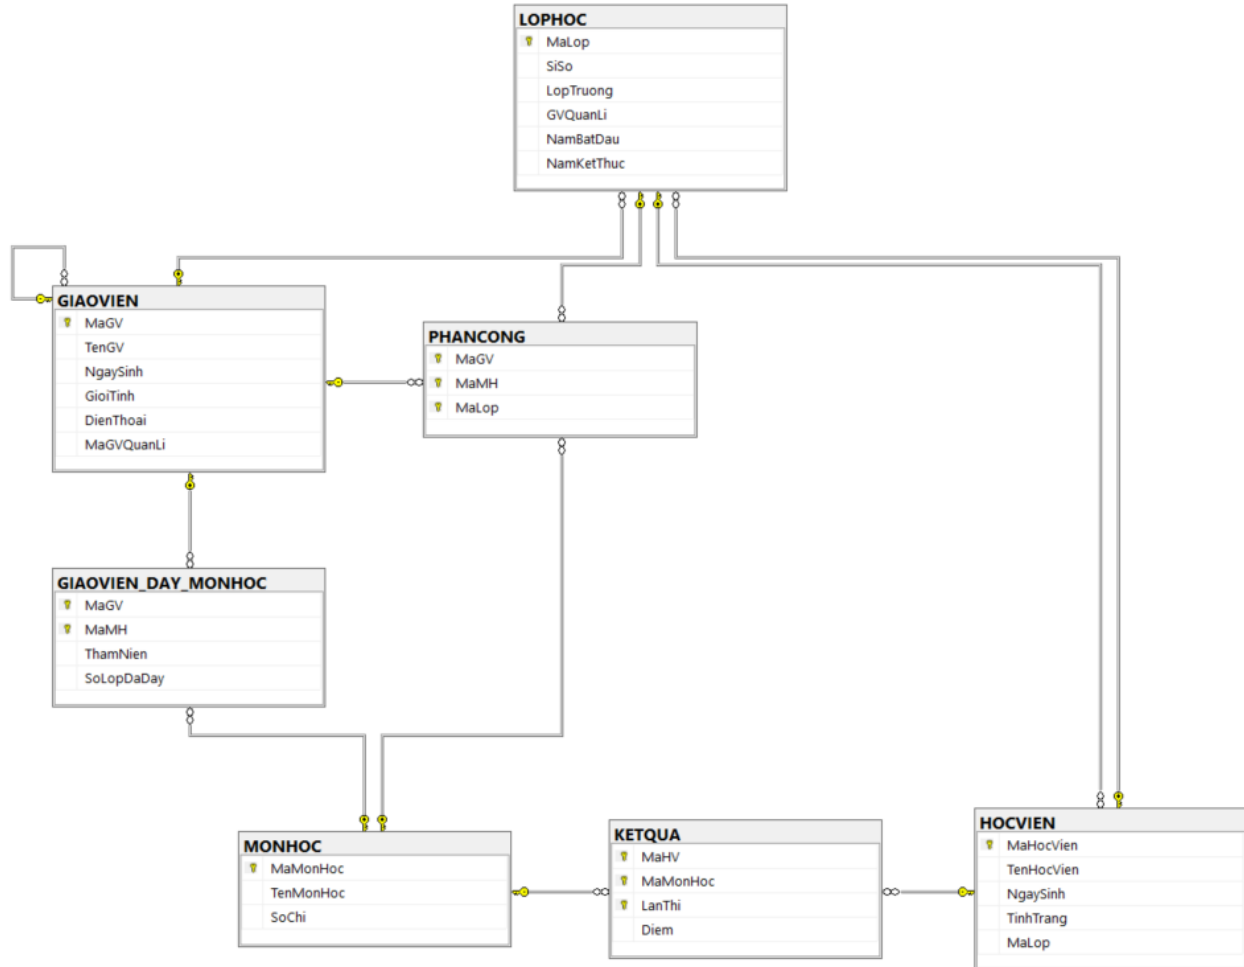 LOPHOC
MaLop
SiSo
LopTruong
GVQuanLi
NamBatDau
NamKetThuc
GIAOVIEN
MaGV
TenGV
NgaySinh
GioiTinh
DienThoai
MaGVQuanLi
PHANCONG
MaGV
MaMH
MaLop
GIAOVIEN_DAY_MONHOC
MaGV
MaMH
ThamNien
SoLopDaDay
MONHOC
MaMonHoc
TenMonHoc
SoChi
KETQUA
MaHV
MaMonHoc
LanThi
Diem
HOCVIEN
MaHocVien
TenHocVien
NgaySinh
TinhTrang
MaLop